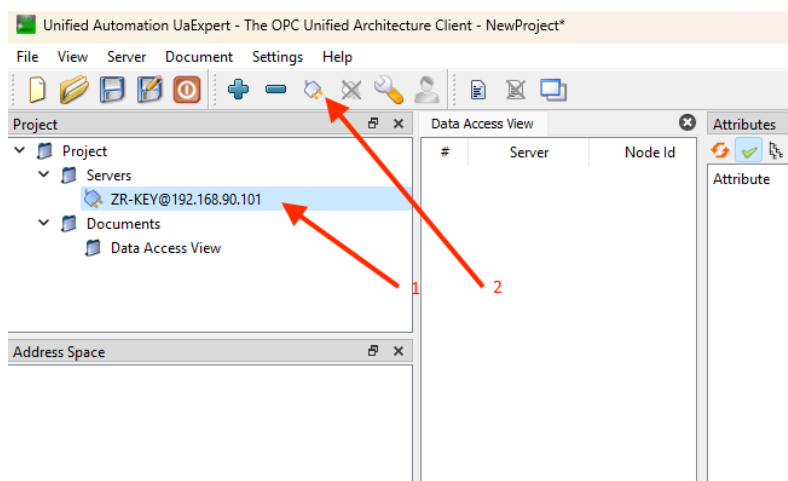 Unified Automation UaExpert - The OPC Unified Architecture Client - NewProject*
File View Server Document Settings Help
Project
Data Access View
Attributes
Project
# Server Node Id
Servers
Attribute
ZR-KEY@192.168.90.101
Documents
Data Access View
1
2
Address Space